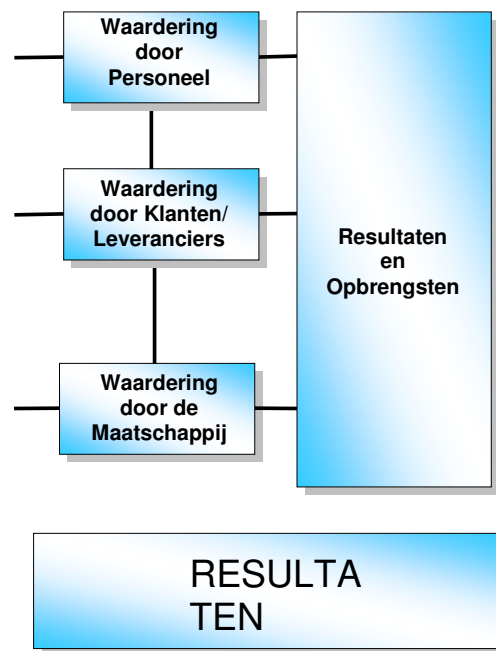 Waardering
door
Personeel
Waardering
door Klanten/
Leveranciers
Resultaten
en
Opbrengsten
Waardering
door de
Maatschappij
RESULTA
TEN